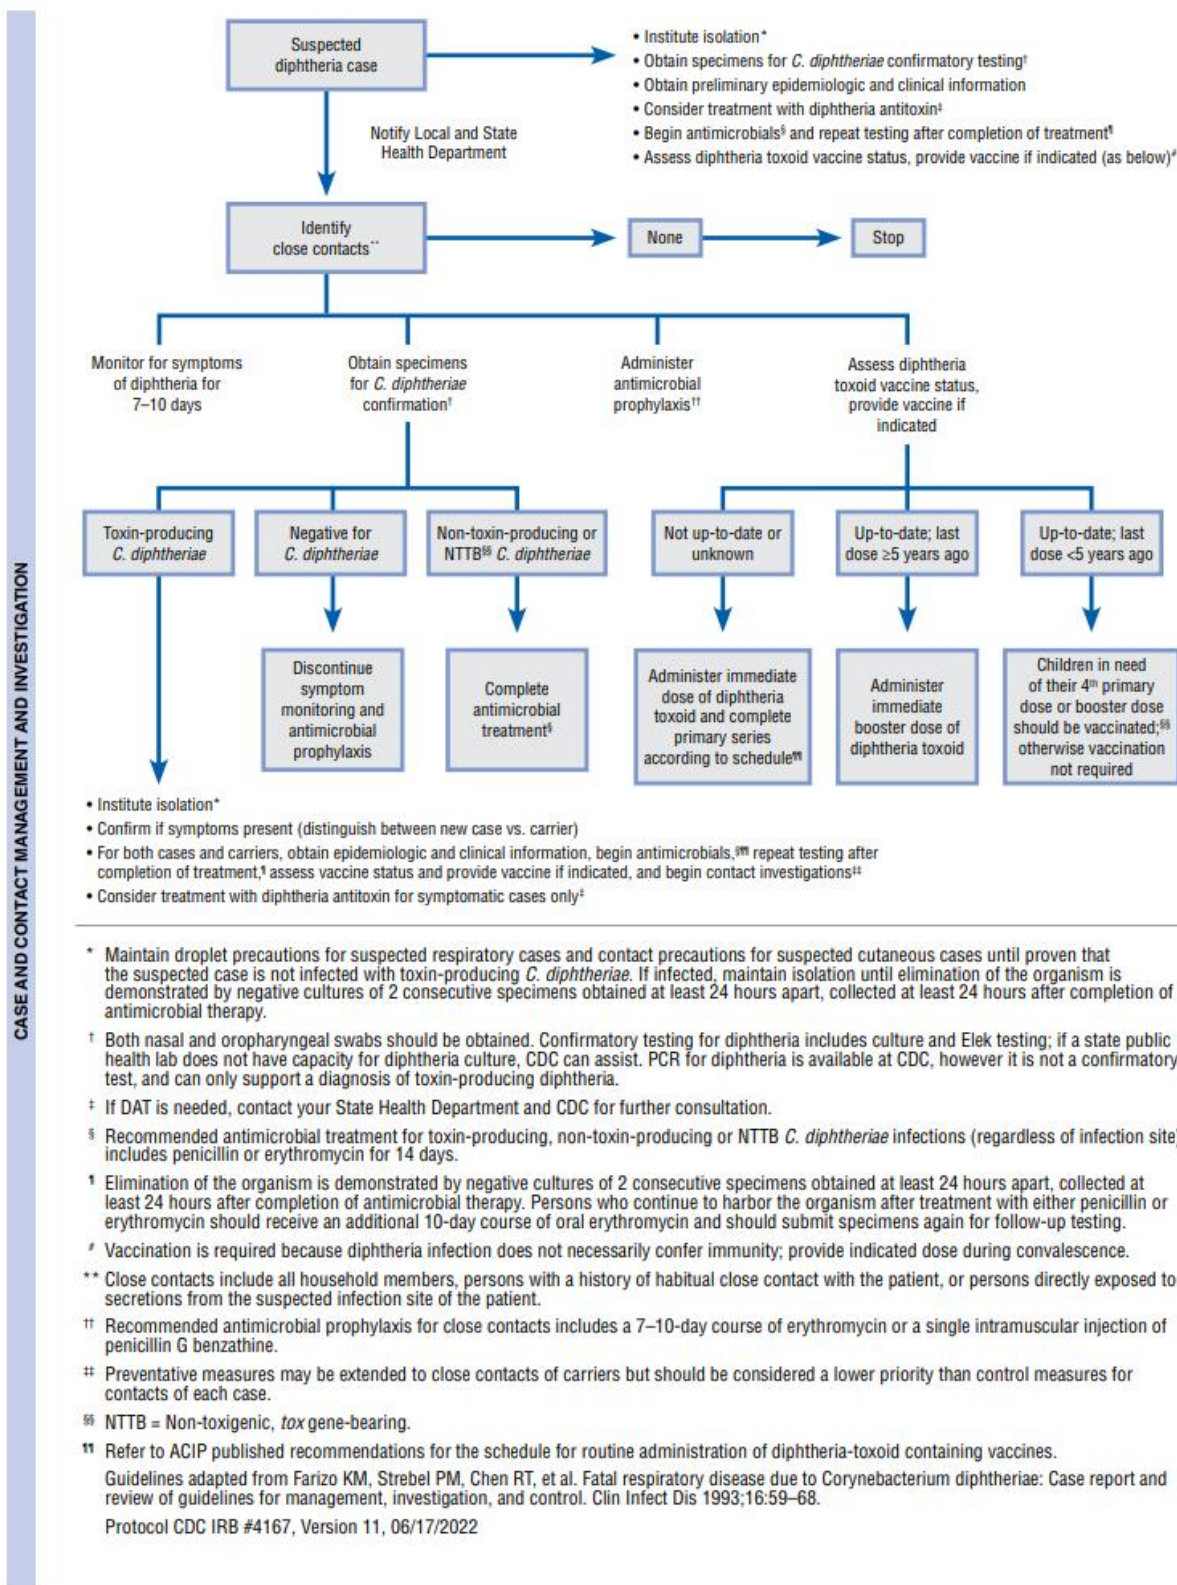 CASE AND CONTACT MANAGEMENT AND INVESTIGATION
Suspected
diphtheria case
• Institute isolation*
• Obtain specimens for C. diphtheriae confirmatory testing†
• Obtain preliminary epidemiologic and clinical information
• Consider treatment with diphtheria antitoxin‡
• Begin antimicrobials§ and repeat testing after completion of treatment¶
• Assess diphtheria toxoid vaccine status, provide vaccine if indicated (as below)#
Notify Local and State
Health Department
Identify
close contacts**
None
Stop
Monitor for symptoms
of diphtheria for
7–10 days
Obtain specimens
for C. diphtheriae
confirmation†
Administer
antimicrobial
prophylaxis††
Assess diphtheria
toxoid vaccine status,
provide vaccine if
indicated
Toxin-producing
C. diphtheriae
Negative for
C. diphtheriae
Non-toxin-producing or
NTTB§§ C. diphtheriae
Not up-to-date or
unknown
Up-to-date; last
dose ≥5 years ago
Up-to-date; last
dose <5 years ago
Discontinue
symptom
monitoring and
antimicrobial
prophylaxis
Complete
antimicrobial
treatment§
Administer immediate
dose of diphtheria
toxoid and complete
primary series
according to schedule¶¶
Administer
immediate
booster dose of
diphtheria toxoid
Children in need
of their 4th primary
dose or booster dose
should be vaccinated;§§
otherwise vaccination
not required
• Institute isolation*
• Confirm if symptoms present (distinguish between new case vs. carrier)
• For both cases and carriers, obtain epidemiologic and clinical information, begin antimicrobials,§¶¶ repeat testing after
completion of treatment,¶ assess vaccine status and provide vaccine if indicated, and begin contact investigations‡‡
• Consider treatment with diphtheria antitoxin for symptomatic cases only‡
* Maintain droplet precautions for suspected respiratory cases and contact precautions for suspected cutaneous cases until proven that
the suspected case is not infected with toxin-producing C. diphtheriae. If infected, maintain isolation until elimination of the organism is
demonstrated by negative cultures of 2 consecutive specimens obtained at least 24 hours apart, collected at least 24 hours after completion of
antimicrobial therapy.
† Both nasal and oropharyngeal swabs should be obtained. Confirmatory testing for diphtheria includes culture and Elek testing; if a state public
health lab does not have capacity for diphtheria culture, CDC can assist. PCR for diphtheria is available at CDC, however it is not a confirmatory
test, and can only support a diagnosis of toxin-producing diphtheria.
‡ If DAT is needed, contact your State Health Department and CDC for further consultation.
§ Recommended antimicrobial treatment for toxin-producing, non-toxin-producing or NTTB C. diphtheriae infections (regardless of infection site)
includes penicillin or erythromycin for 14 days.
¶ Elimination of the organism is demonstrated by negative cultures of 2 consecutive specimens obtained at least 24 hours apart, collected at
least 24 hours after completion of antimicrobial therapy. Persons who continue to harbor the organism after treatment with either penicillin or
erythromycin should receive an additional 10-day course of oral erythromycin and should submit specimens again for follow-up testing.
# Vaccination is required because diphtheria infection does not necessarily confer immunity; provide indicated dose during convalescence.
** Close contacts include all household members, persons with a history of habitual close contact with the patient, or persons directly exposed to
secretions from the suspected infection site of the patient.
†† Recommended antimicrobial prophylaxis for close contacts includes a 7–10-day course of erythromycin or a single intramuscular injection of
penicillin G benzathine.
‡‡ Preventative measures may be extended to close contacts of carriers but should be considered a lower priority than control measures for
contacts of each case.
§§ NTTB = Non-toxigenic, tox gene-bearing.
¶¶ Refer to ACIP published recommendations for the schedule for routine administration of diphtheria-toxoid containing vaccines.
Guidelines adapted from Farizo KM, Strebel PM, Chen RT, et al. Fatal respiratory disease due to Corynebacterium diphtheriae: Case report and
review of guidelines for management, investigation, and control. Clin Infect Dis 1993;16:59–68.
Protocol CDC IRB #4167, Version 11, 06/17/2022